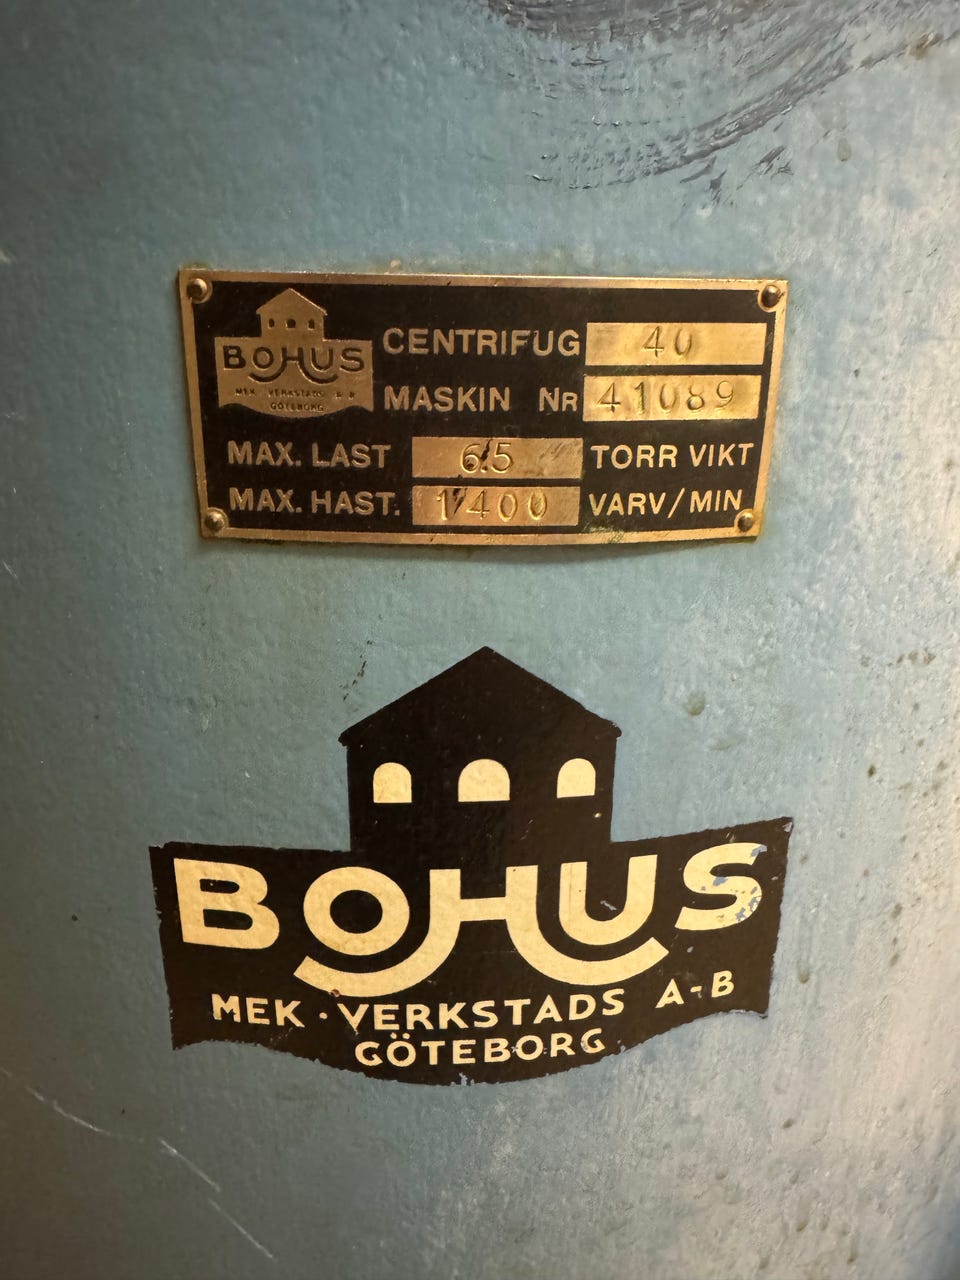 BOHUS
MEK VERKSTADS A B
GÖTEBORG
CENTRIFUG 40
MASKIN Nr 41089
MAX. LAST 6.5 TORR VIKT
MAX. HAST. 1400 VARV/MIN
BOHUS
MEK · VERKSTADS A-B
GÖTEBORG